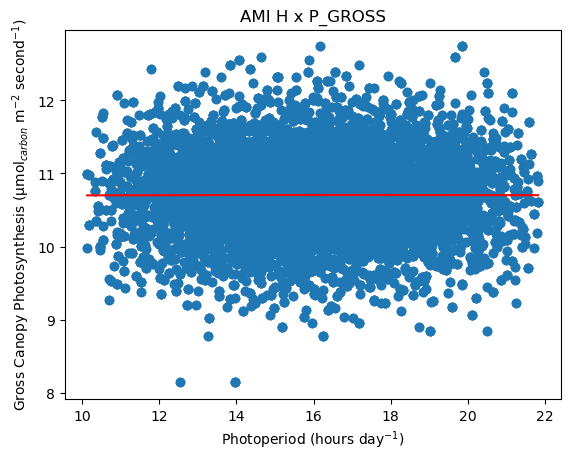 AMI H x P_GROSS
Gross Canopy Photosynthesis (μmol$_{carbon}$ m$^{-2}$ second$^{-1}$)
12
11
10
9
8
10 12 14 16 18 20 22
Photoperiod (hours day$^{-1}$)